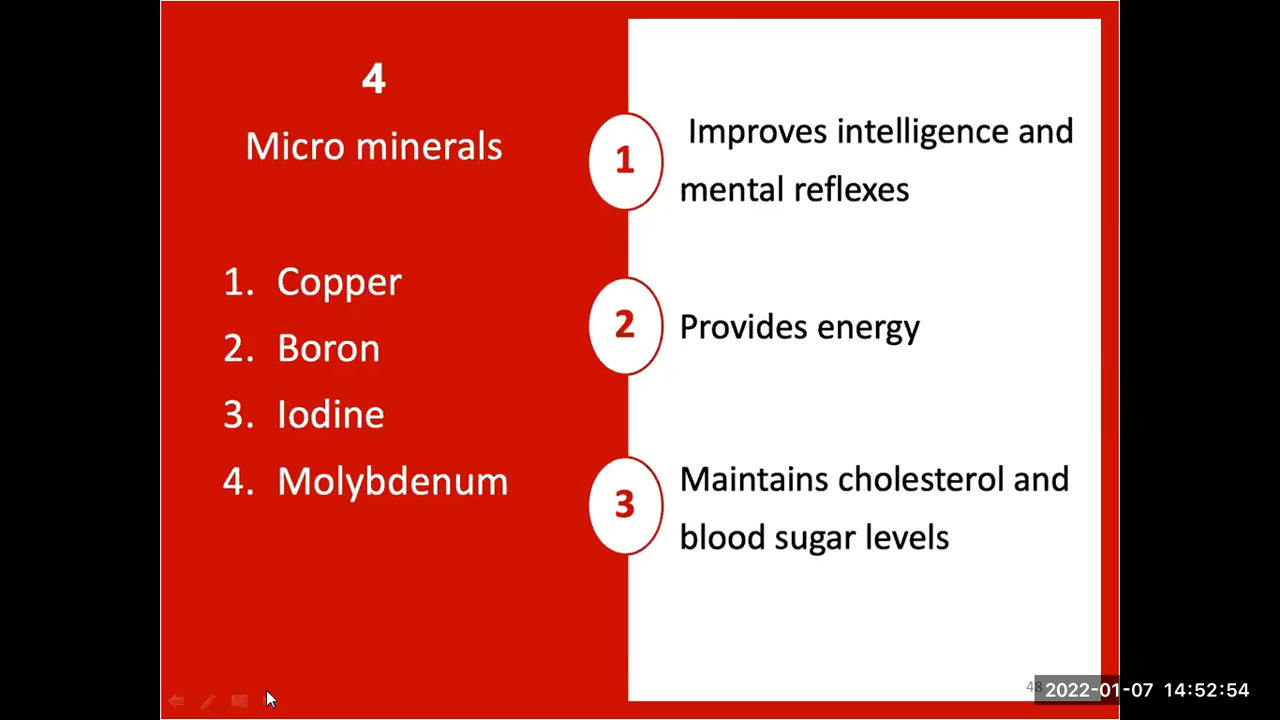 4
Micro minerals
1. Copper
2. Boron
3. Iodine
4. Molybdenum
1
Improves intelligence and
mental reflexes
2
Provides energy
3
Maintains cholesterol and
blood sugar levels
48
2022-01-07 14:52:54